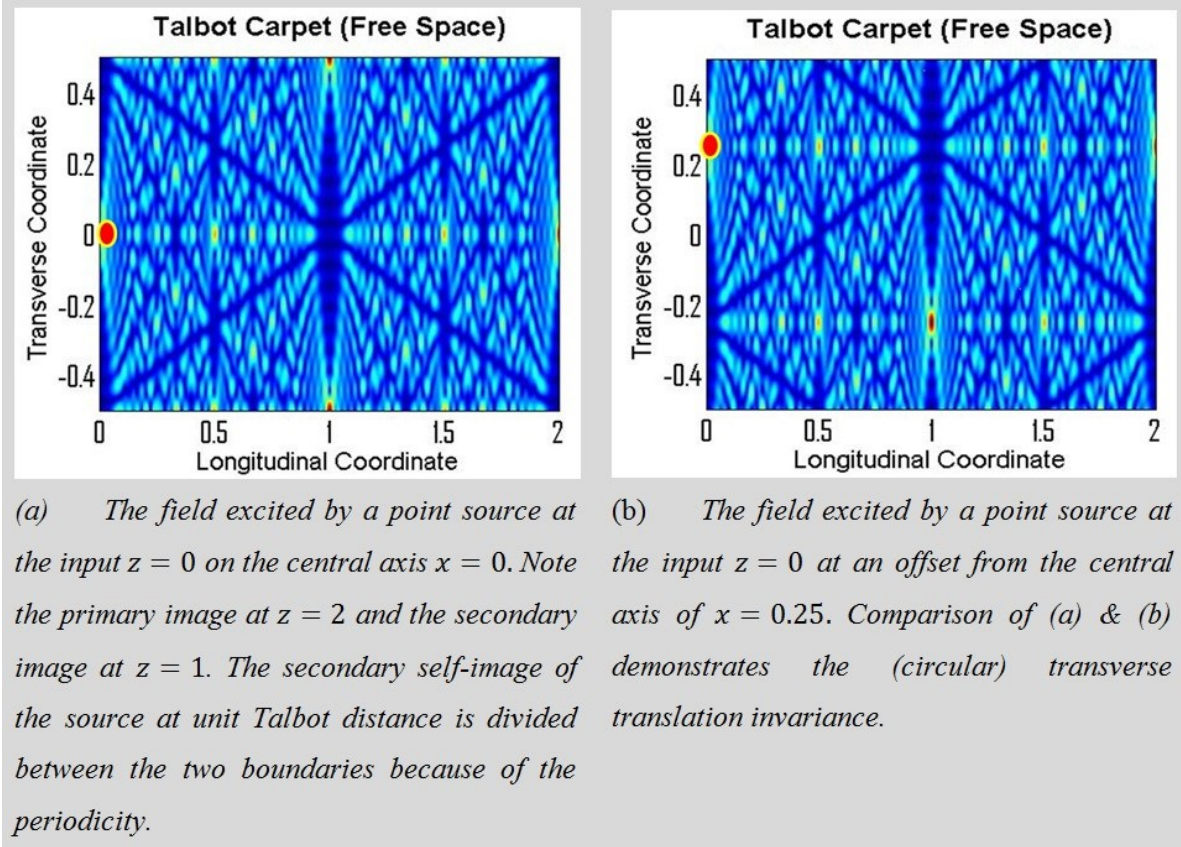 Talbot Carpet (Free Space)
Transverse Coordinate
0.4
0.2
0
-0.2
-0.4
0
0.5
1
1.5
2
Longitudinal Coordinate
(a) The field excited by a point source at
the input z = 0 on the central axis x = 0. Note
the primary image at z = 2 and the secondary
image at z = 1. The secondary self-image of
the source at unit Talbot distance is divided
between the two boundaries because of the
periodicity.
Talbot Carpet (Free Space)
Transverse Coordinate
0.4
0.2
0
-0.2
-0.4
0
0.5
1
1.5
2
Longitudinal Coordinate
(b) The field excited by a point source at
the input z = 0 at an offset from the central
axis of x = 0.25. Comparison of (a) & (b)
demonstrates the (circular) transverse
translation invariance.